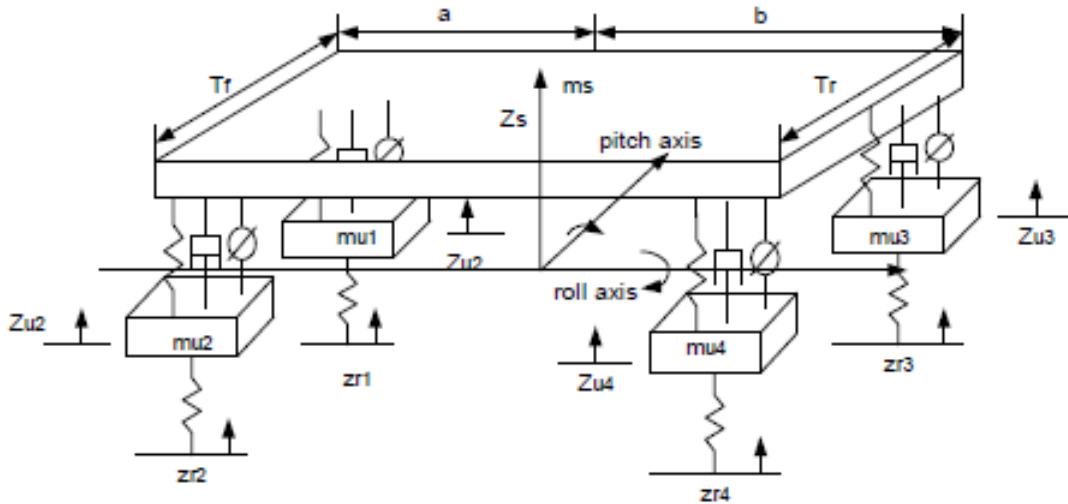 a
b
Tf
ms
Tr
Zs
pitch axis
mu1
mu3
Zu2
Zu3
roll axis
Zu2
mu2
mu4
zr1
Zu4
zr3
zr2
zr4